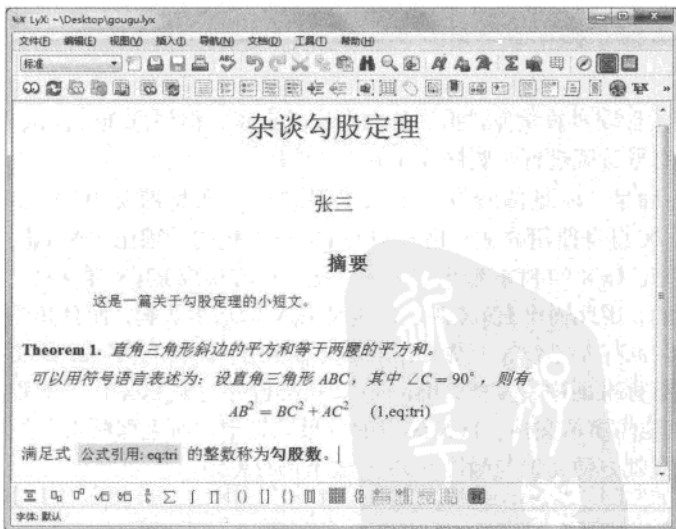 LyX: ~\Desktop\gougu.lyx
文件(F) 编辑(E) 视图(V) 插入(I) 导航(N) 文档(D) 工具(T) 帮助(H)
标准
杂谈勾股定理
张三
摘要
这是一篇关于勾股定理的小短文。
Theorem 1. 直角三角形斜边的平方和等于两腰的平方和。
可以用符号语言表述为：设直角三角形 ABC，其中 ∠C = 90°，则有
AB² = BC² + AC² (1,eq:tri)
满足式 公式引用: eq:tri 的整数称为勾股数。
字体: 默认